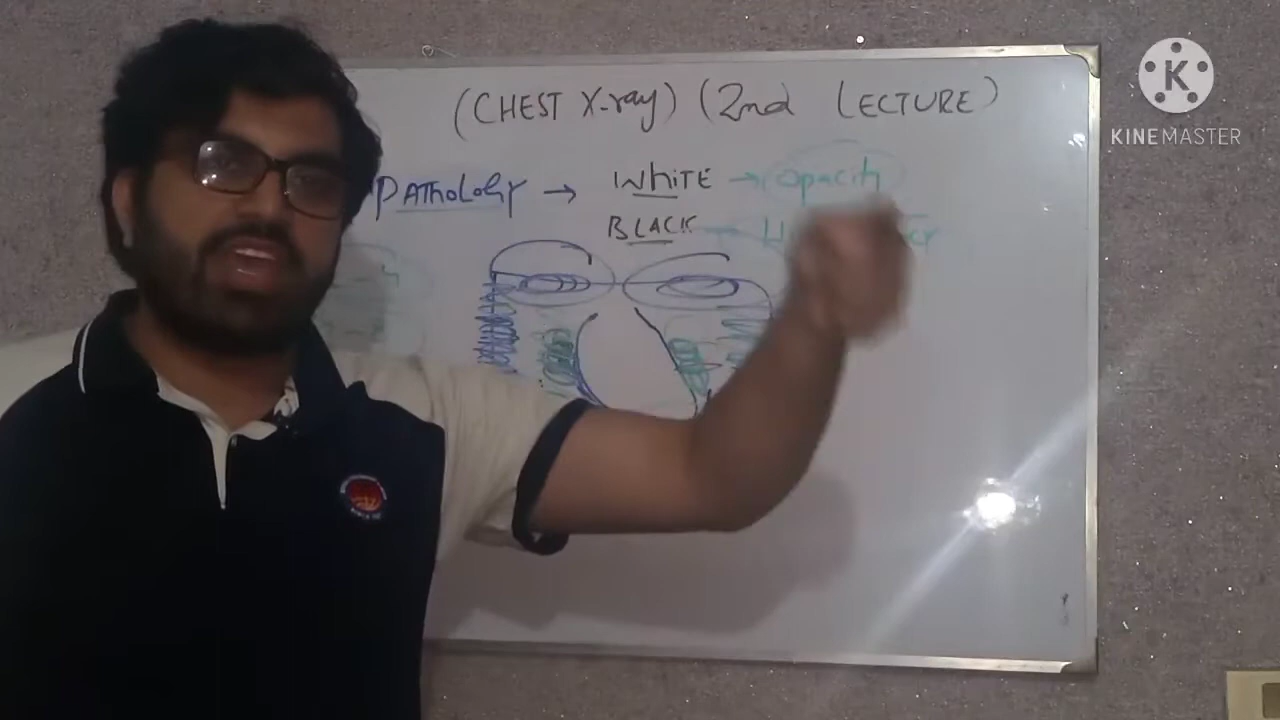 (CHEST X-ray) (2nd LECTURE)
PATHOLOGY → WHITE → Opacity
BLACK
KINEMASTER